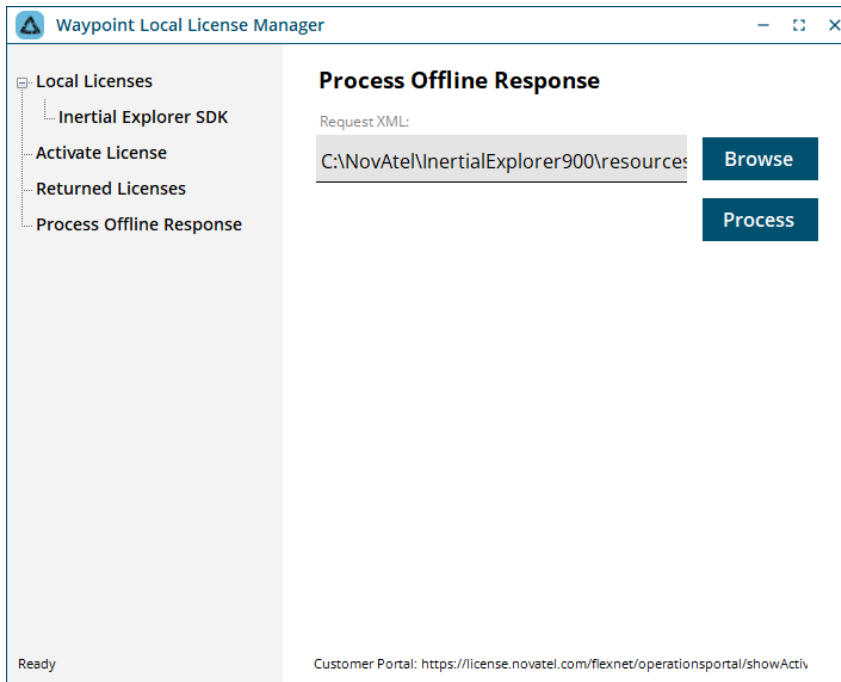 Waypoint Local License Manager
Local Licenses
Inertial Explorer SDK
Activate License
Returned Licenses
Process Offline Response
Process Offline Response
Request XML:
C:\NovAtel\InertialExplorer900\resources
Browse
Process
Ready
Customer Portal: https://license.novatel.com/flexnet/operationsportal/showActiv